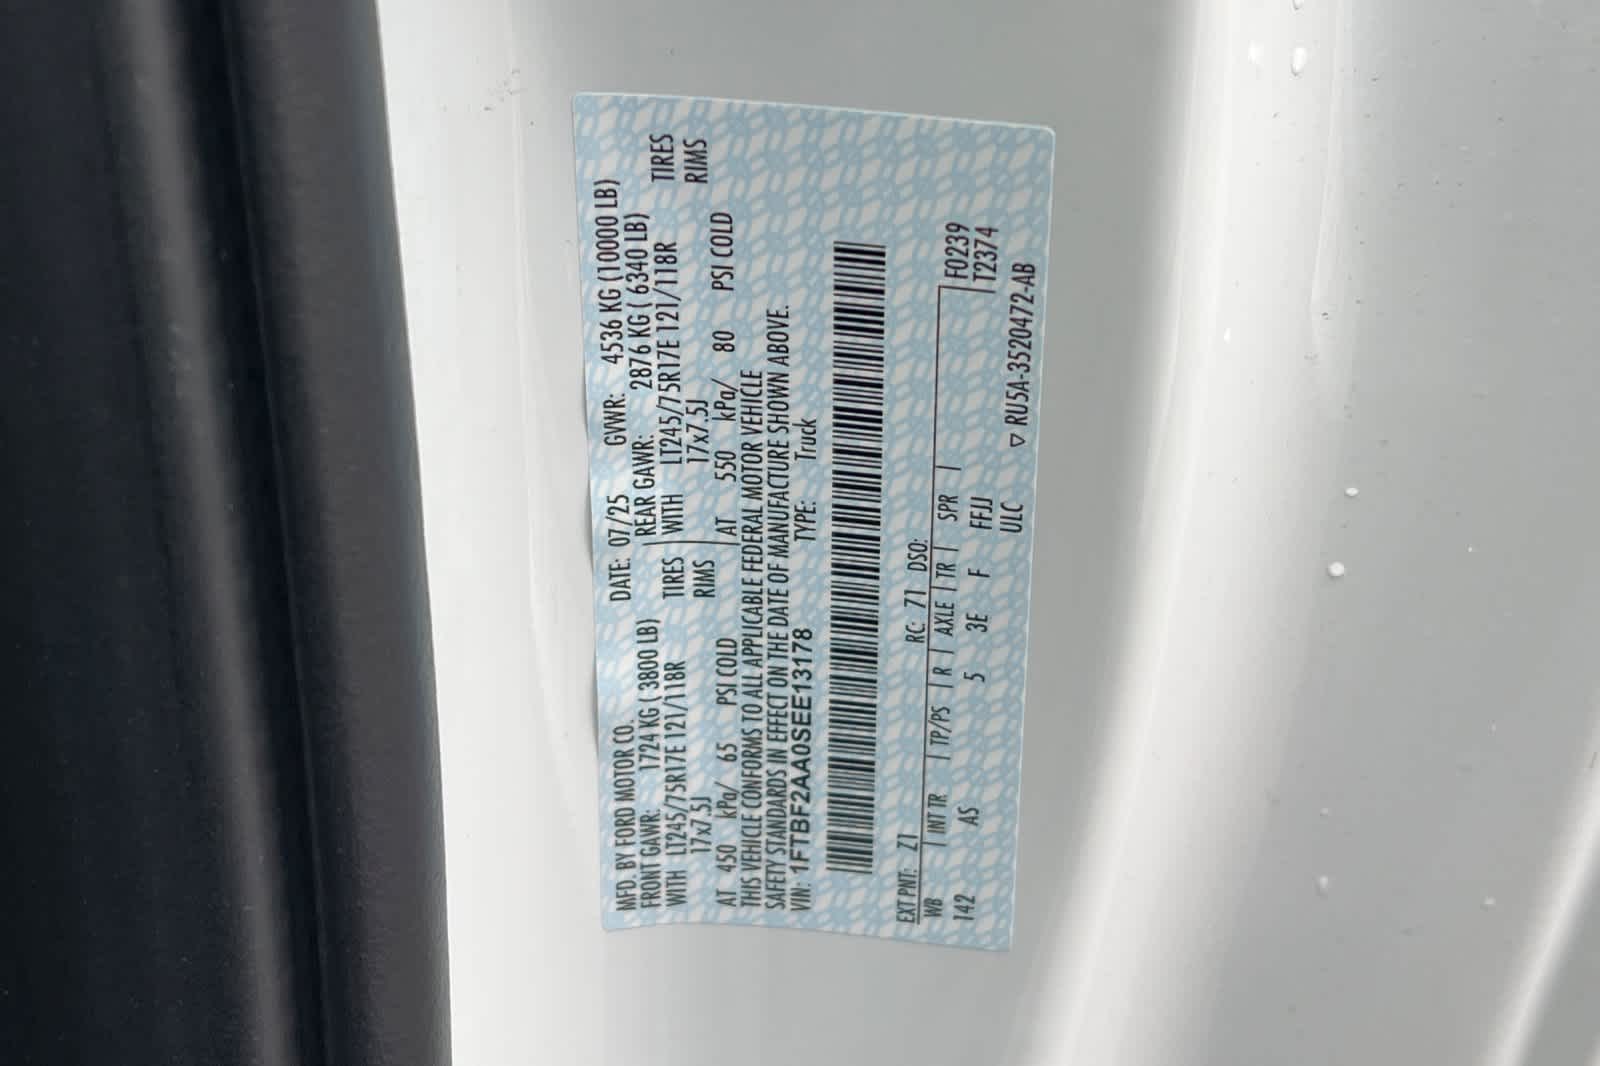 MFD. BY FORD MOTOR CO.
DATE: 07/25 GVWR: 4536 KG (10000 LB)
FRONT GAWR: 1724 KG ( 3800 LB) REAR GAWR: 2876 KG ( 6340 LB)
WITH LT245/75R17E 121/118R TIRES WITH LT245/75R17E 121/118R TIRES
17x7.5J RIMS 17x7.5J RIMS
AT 450 kPa/ 65 PSI COLD AT 550 kPa/ 80 PSI COLD
THIS VEHICLE CONFORMS TO ALL APPLICABLE FEDERAL MOTOR VEHICLE
SAFETY STANDARDS IN EFFECT ON THE DATE OF MANUFACTURE SHOWN ABOVE.
VIN: 1FTBF2AA0SEE13178 TYPE: Truck
EXT PNT: Z1 RC: 71 DSO:
WB INT TR TP/PS R AXLE TR SPR F0239
142 AS 5 3E F FFJJ T2374
ULC ▽ RU5A-3520472-AB